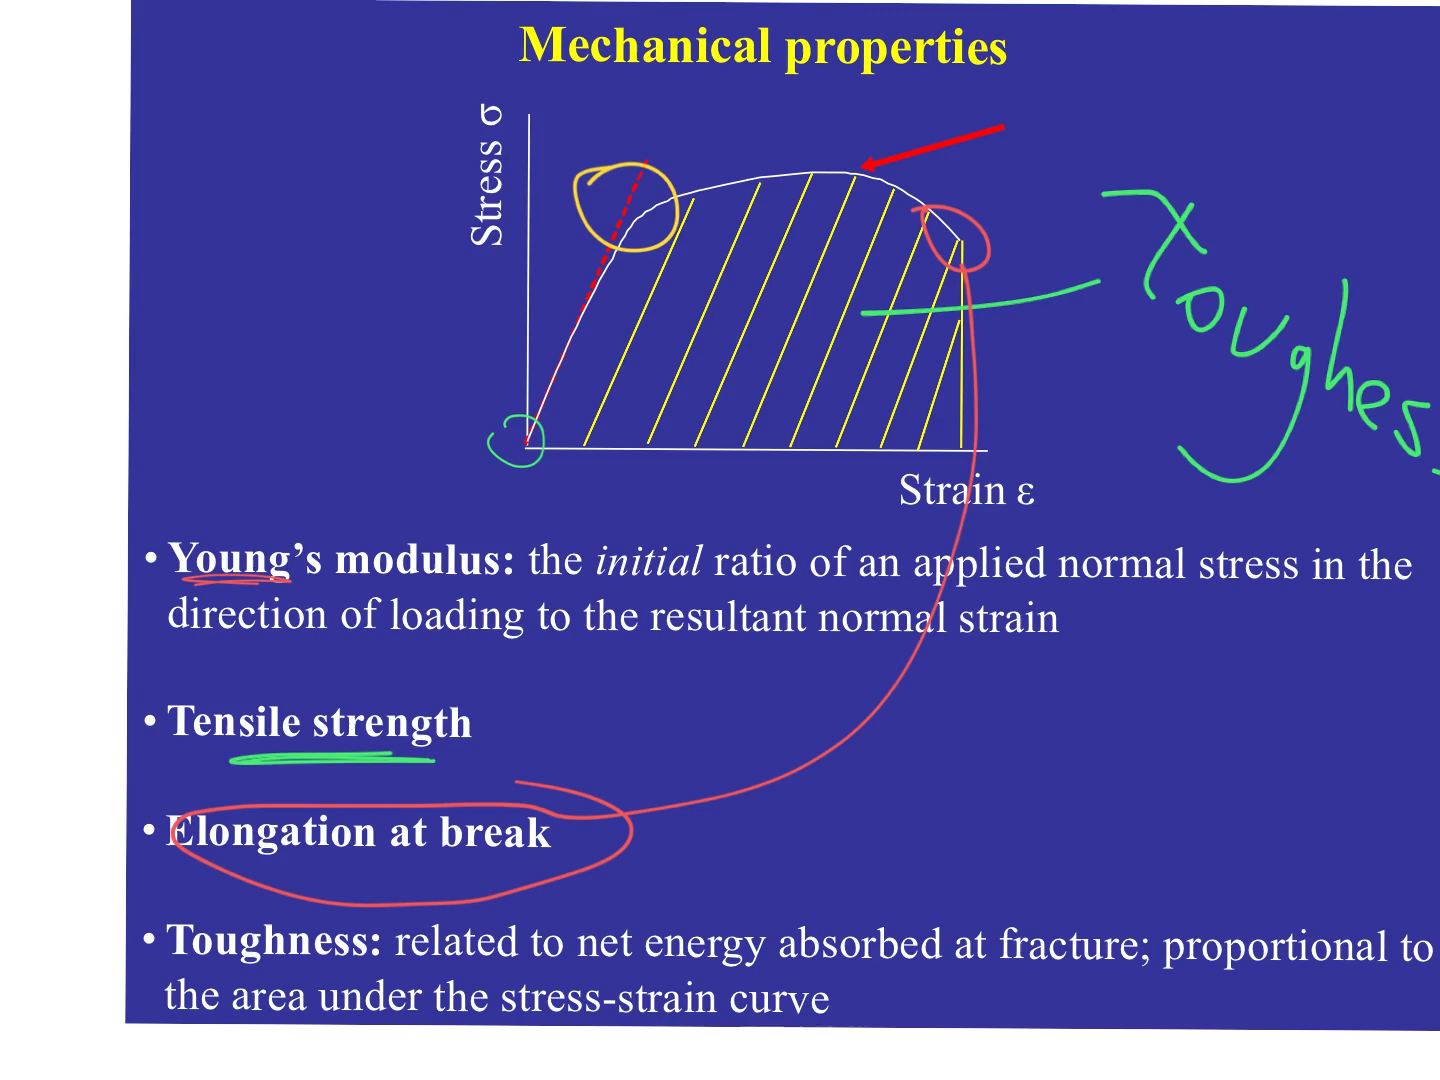 Mechanical properties
Stress σ
Toughes
Strain ε
• Young's modulus: the initial ratio of an applied normal stress in the
direction of loading to the resultant normal strain
• Tensile strength
• Elongation at break
• Toughness: related to net energy absorbed at fracture; proportional to
the area under the stress-strain curve